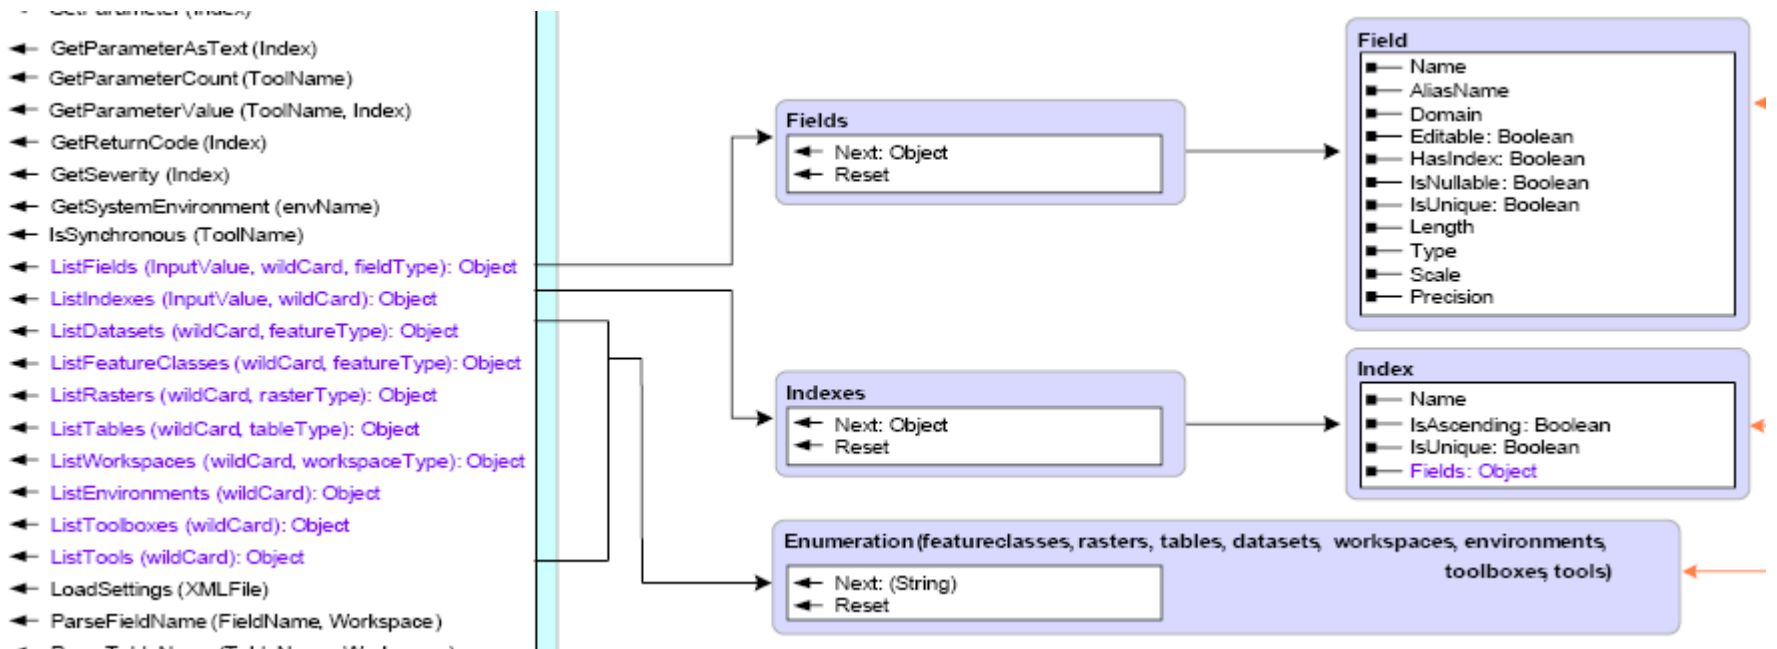 GetParameterAsText (Index)
GetParameterCount (ToolName)
GetParameterValue (ToolName, Index)
GetReturnCode (Index)
GetSeverity (Index)
GetSystemEnvironment (envName)
IsSynchronous (ToolName)
ListFields (InputValue, wildCard, fieldType): Object
ListIndexes (InputValue, wildCard): Object
ListDatasets (wildCard, featureType): Object
ListFeatureClasses (wildCard, featureType): Object
ListRasters (wildCard, rasterType): Object
ListTables (wildCard, tableType): Object
ListWorkspaces (wildCard, workspaceType): Object
ListEnvironments (wildCard): Object
ListToolboxes (wildCard): Object
ListTools (wildCard): Object
LoadSettings (XMLFile)
ParseFieldName (FieldName, Workspace)
Fields
Next: Object
Reset
Indexes
Next: Object
Reset
Enumeration (featureclasses, rasters, tables, datasets, workspaces, environments,
toolboxes, tools)
Next: (String)
Reset
Field
Name
AliasName
Domain
Editable: Boolean
HasIndex: Boolean
IsNullable: Boolean
IsUnique: Boolean
Length
Type
Scale
Precision
Index
Name
IsAscending: Boolean
IsUnique: Boolean
Fields: Object